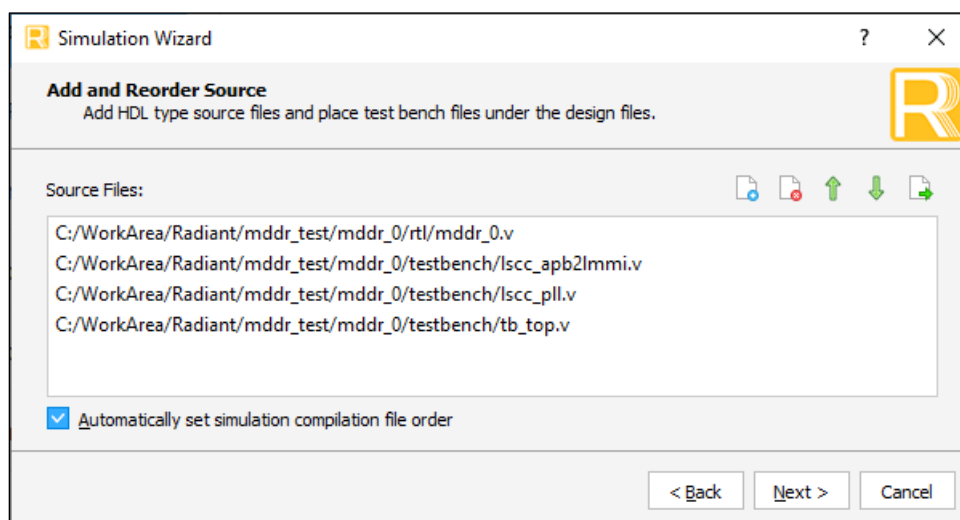 Simulation Wizard
?
Add and Reorder Source
Add HDL type source files and place test bench files under the design files.
Source Files:
C:/WorkArea/Radiant/mddr_test/mddr_0/rtl/mddr_0.v
C:/WorkArea/Radiant/mddr_test/mddr_0/testbench/lscc_apb2lmmi.v
C:/WorkArea/Radiant/mddr_test/mddr_0/testbench/lscc_pll.v
C:/WorkArea/Radiant/mddr_test/mddr_0/testbench/tb_top.v
Automatically set simulation compilation file order
< Back Next > Cancel